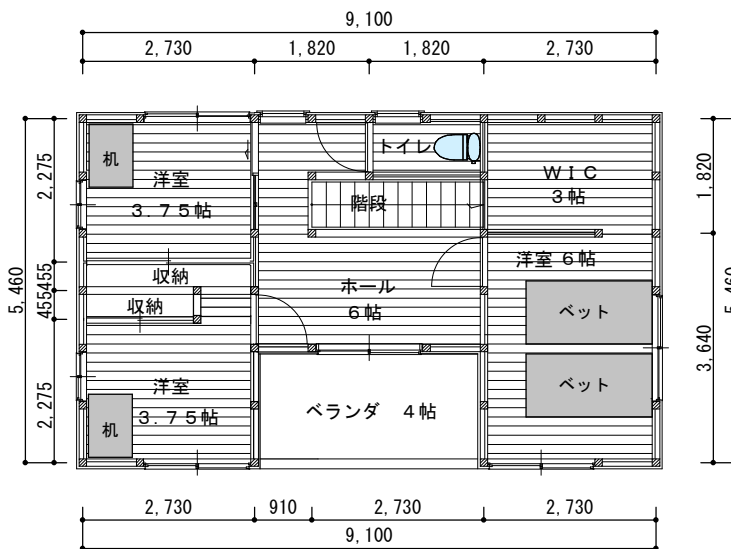 9,100
2,730
1,820
1,820
2,730
机
トイレ
WIC
3帖
洋室
3.75帖
階段
洋室 6帖
収納
収納
ホール
6帖
ベット
ベット
洋室
3.75帖
机
ベランダ 4帖
5,460
2,275
455
455
2,275
1,820
3,640
5,460
2,730
910
2,730
2,730
9,100